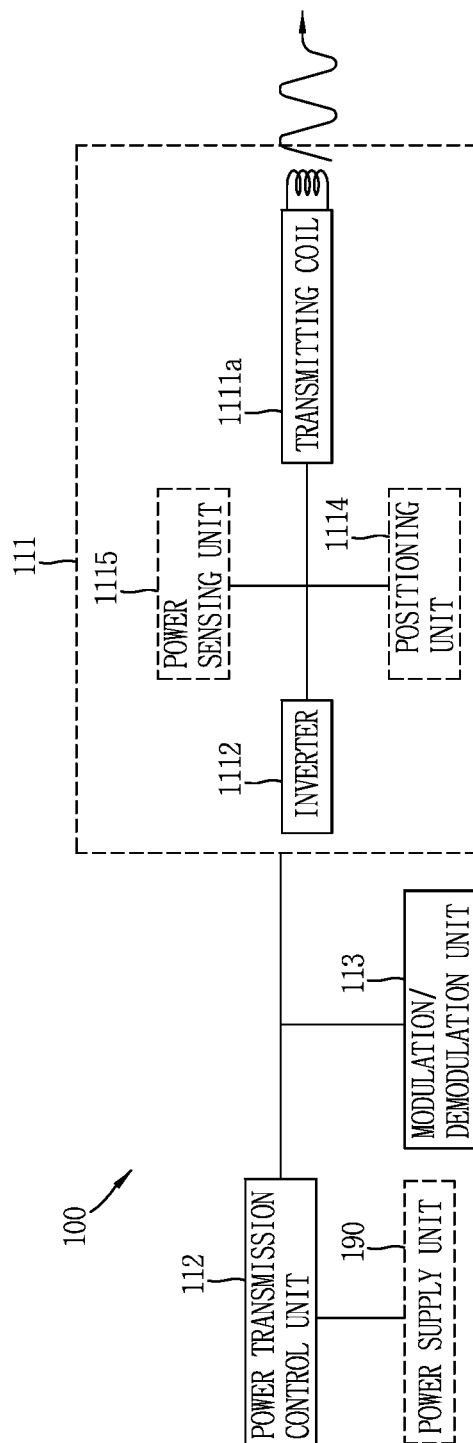 100
112
POWER TRANSMISSION
CONTROL UNIT
190
POWER SUPPLY UNIT
113
MODULATION/
DEMODULATION UNIT
111
1112
INVERTER
1115
POWER
SENSING UNIT
1114
POSITIONING
UNIT
1111a
TRANSMITTING COIL